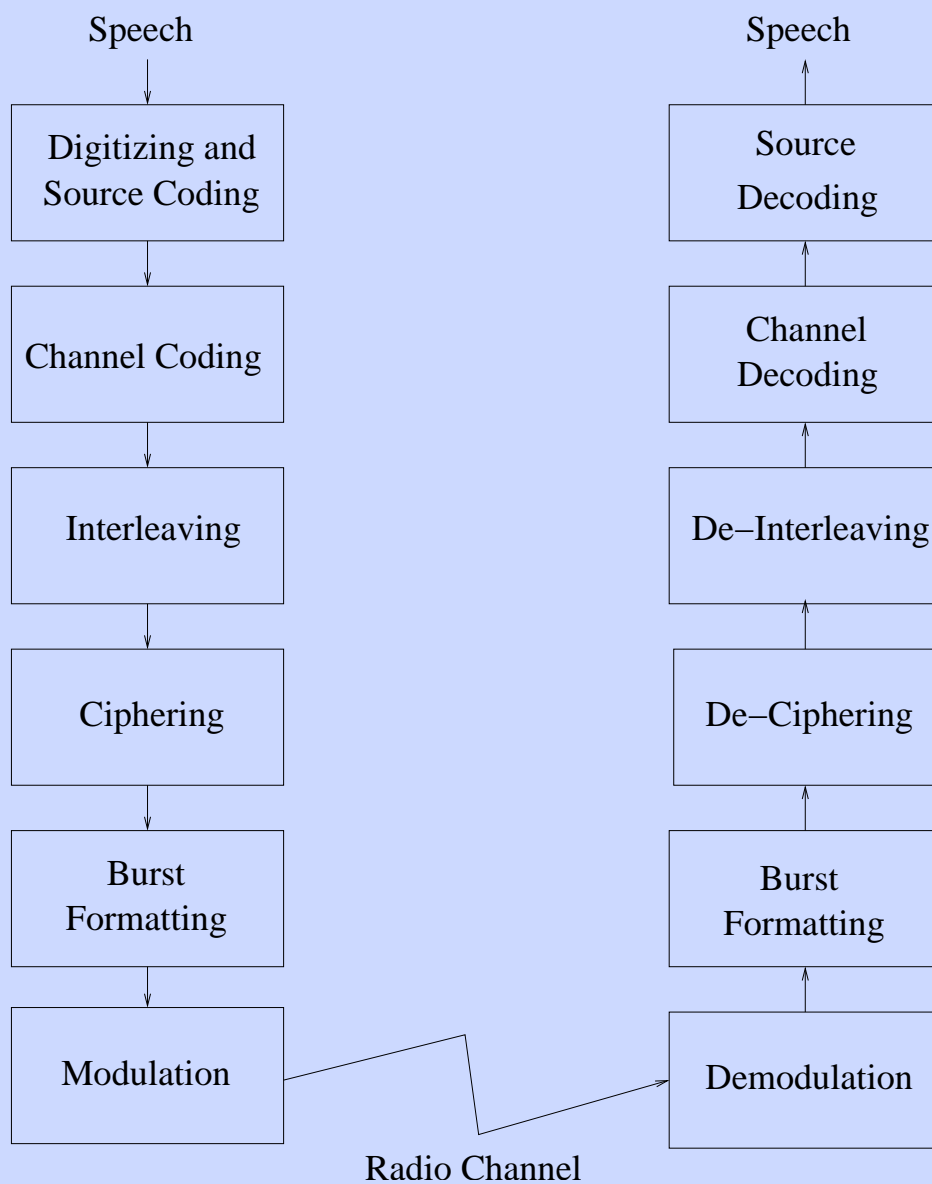 Speech
Digitizing and
Source Coding
Channel Coding
Interleaving
Ciphering
Burst
Formatting
Modulation
Radio Channel
Speech
Source
Decoding
Channel
Decoding
De−Interleaving
De−Ciphering
Burst
Formatting
Demodulation